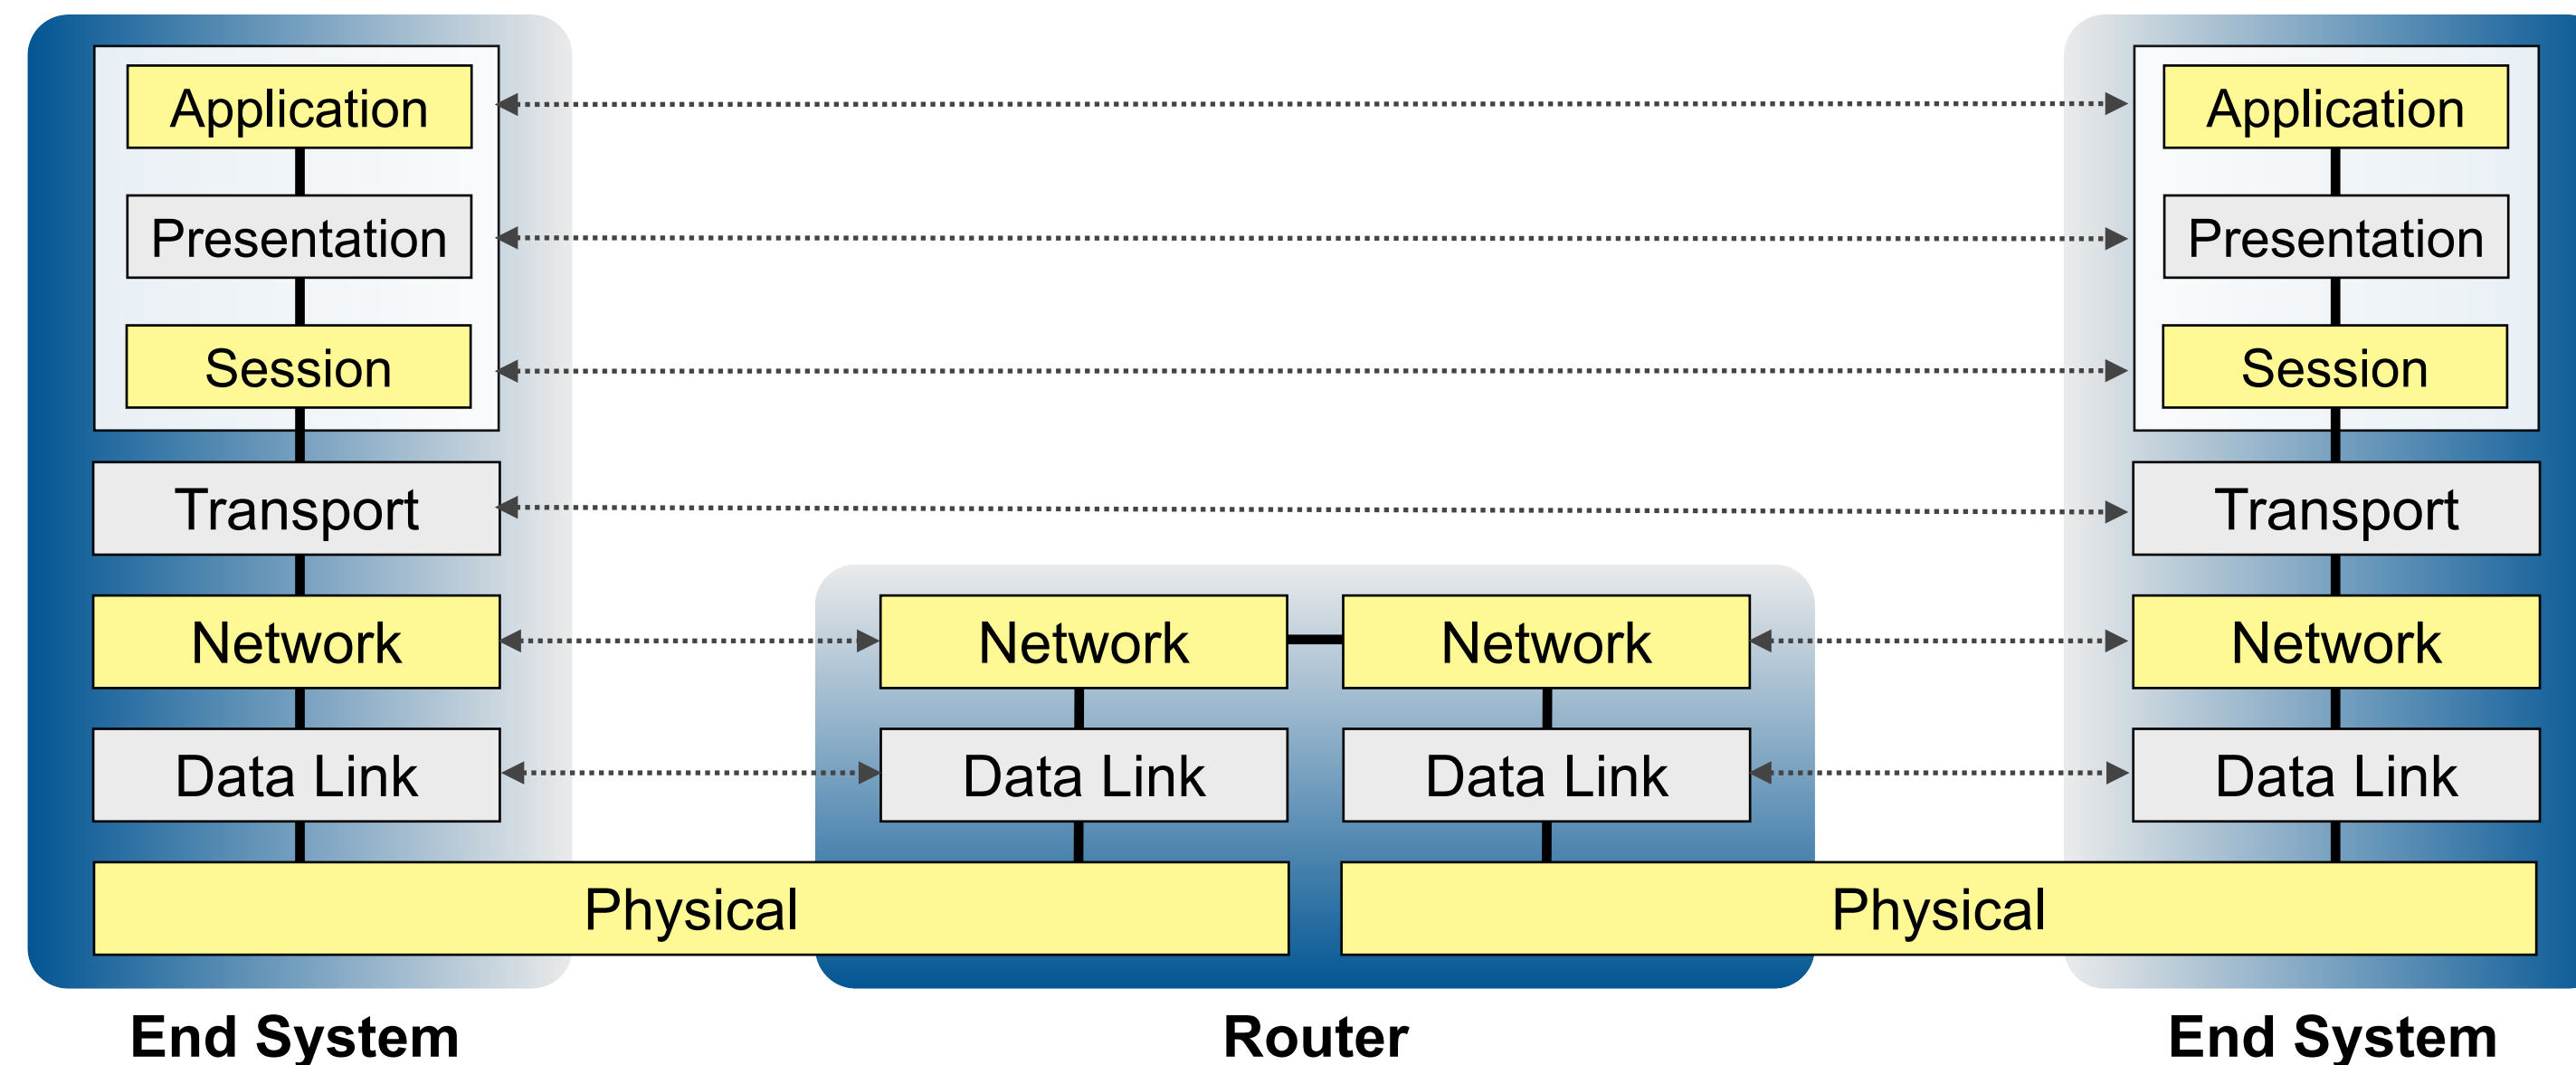 Application
Application
Presentation
Presentation
Session
Session
Transport
Transport
Network
Network
Network
Network
Data Link
Data Link
Data Link
Data Link
Physical
Physical
End System
Router
End System